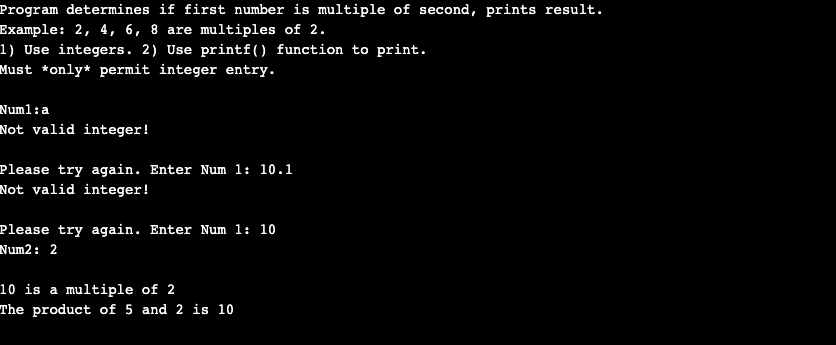 Program determines if first number is multiple of second, prints result.
Example: 2, 4, 6, 8 are multiples of 2.
1) Use integers. 2) Use printf() function to print.
Must *only* permit integer entry.
Num1:a
Not valid integer!
Please try again. Enter Num 1: 10.1
Not valid integer!
Please try again. Enter Num 1: 10
Num2: 2
10 is a multiple of 2
The product of 5 and 2 is 10